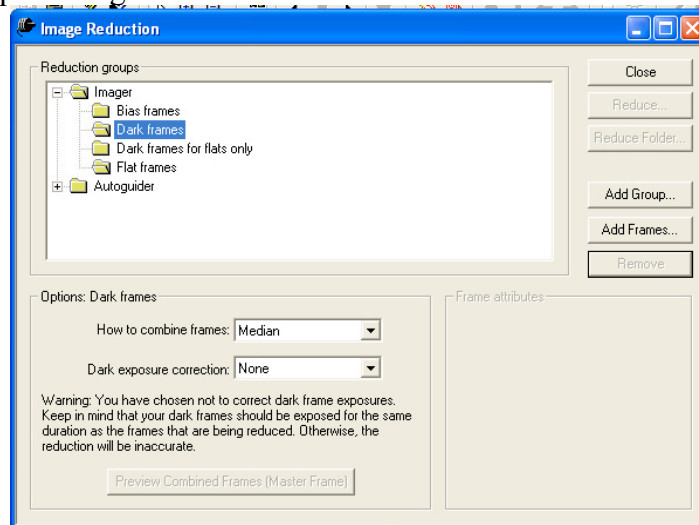 Image Reduction
Reduction groups
Imager
Bias frames
Dark frames
Dark frames for flats only
Flat frames
Autoguider
Close
Reduce...
Reduce Folder...
Add Group...
Add Frames...
Remove
Options: Dark frames
How to combine frames: Median
Dark exposure correction: None
Warning: You have chosen not to correct dark frame exposures.
Keep in mind that your dark frames should be exposed for the same
duration as the frames that are being reduced. Otherwise, the
reduction will be inaccurate.
Preview Combined Frames (Master Frame)
Frame attributes